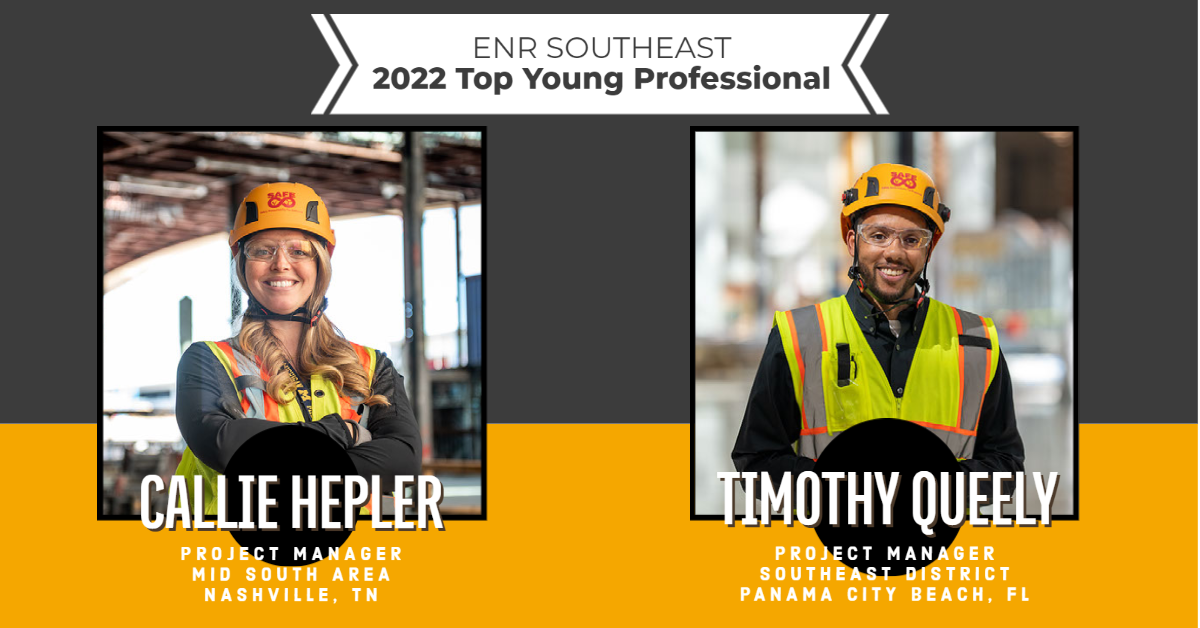 ENR SOUTHEAST
2022 Top Young Professional
SAFE
SAFE
CALLIE HEPLER
PROJECT MANAGER
MID SOUTH AREA
NASHVILLE, TN
TIMOTHY QUEELY
PROJECT MANAGER
SOUTHEAST DISTRICT
PANAMA CITY BEACH, FL